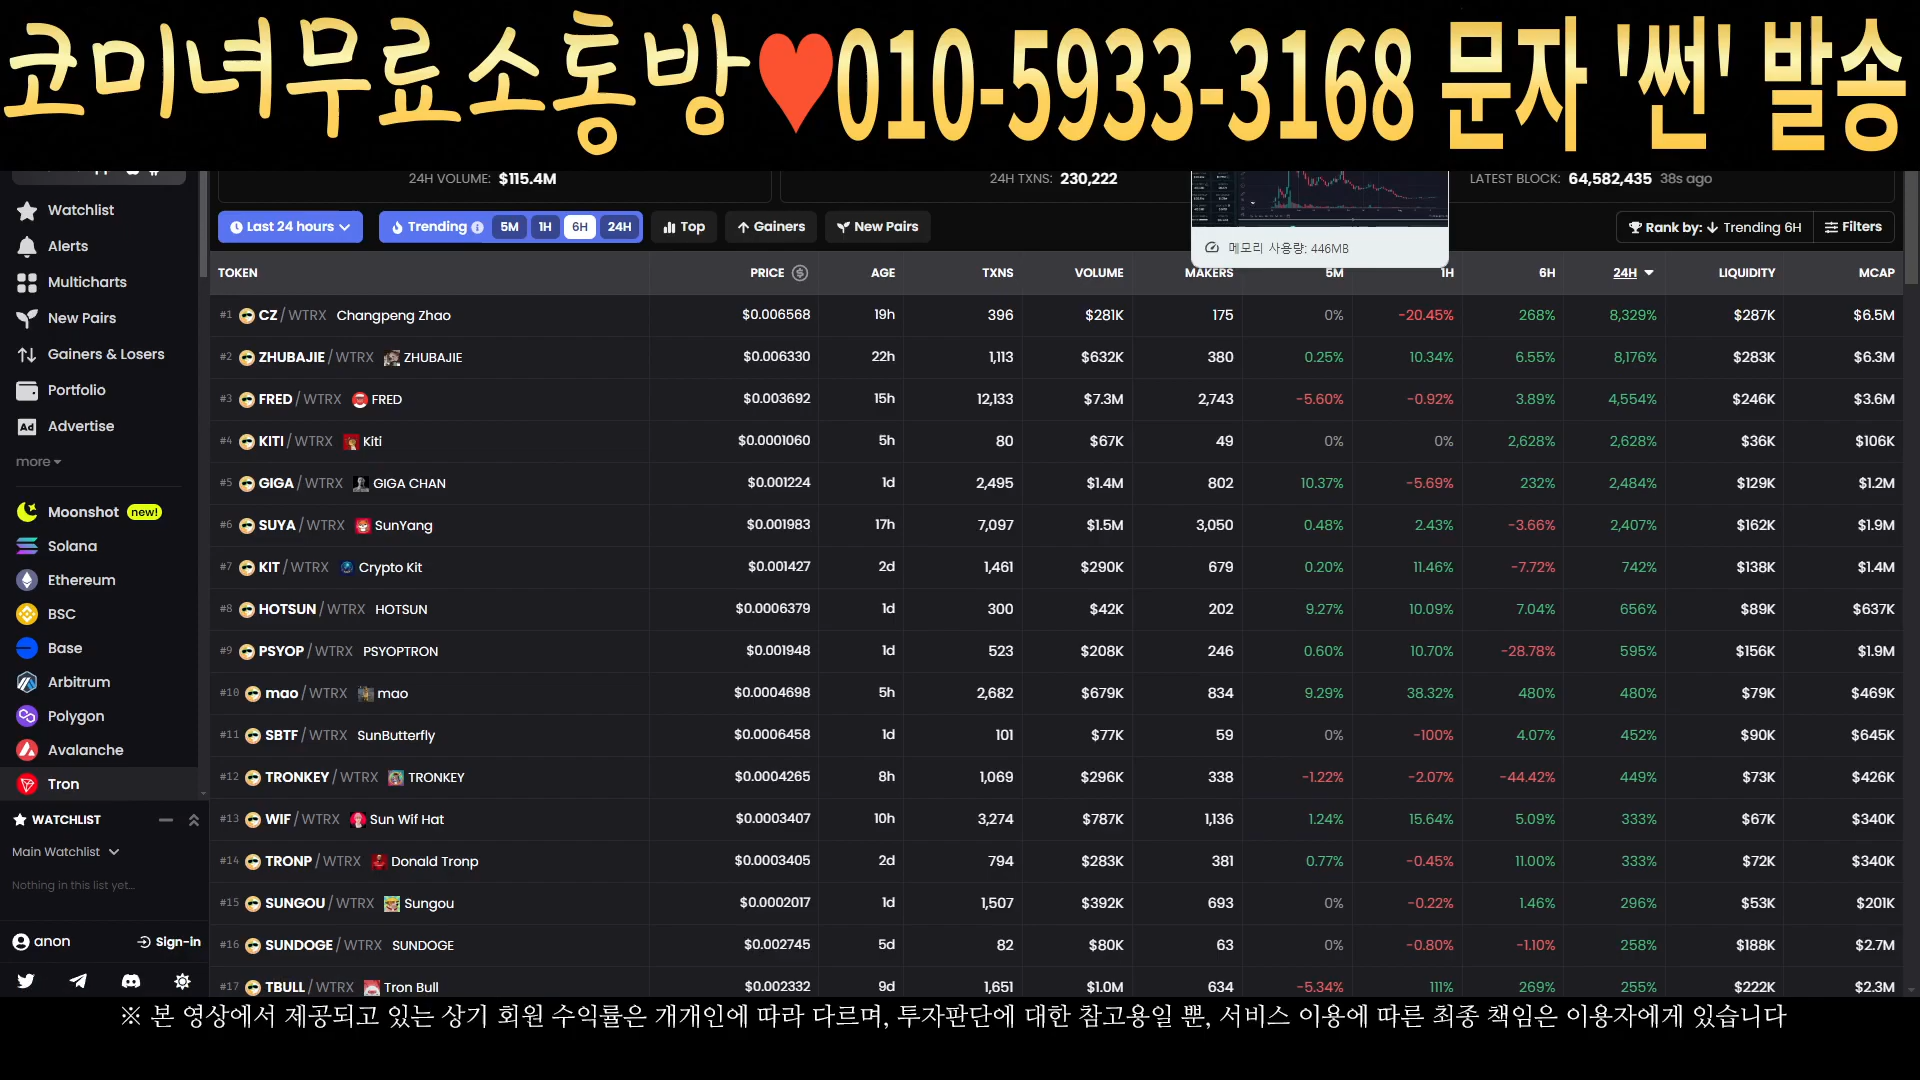 코미녀무료소통방♥010-5933-3168 문자 '썬' 발송
24H VOLUME: $115.4M
24H TXNS: 230,222
LATEST BLOCK: 64,582,435 38s ago
Watchlist
Alerts
Multicharts
New Pairs
Gainers & Losers
Portfolio
Ad Advertise
more
Moonshot new!
Solana
Ethereum
BSC
Base
Arbitrum
Polygon
Avalanche
Tron
WATCHLIST
Main Watchlist
Nothing in this list yet...
anon Sign-in
Last 24 hours Trending 5M 1H 6H 24H Top Gainers New Pairs
메모리 사용량: 446MB
Rank by: Trending 6H Filters
TOKEN PRICE AGE TXNS VOLUME MAKERS 5M 1H 6H 24H LIQUIDITY MCAP
#1 CZ / WTRX Changpeng Zhao $0.006568 19h 396 $281K 175 0% -20.45% 268% 8,329% $287K $6.5M
#2 ZHUBAJIE / WTRX ZHUBAJIE $0.006330 22h 1,113 $632K 380 0.25% 10.34% 6.55% 8,176% $283K $6.3M
#3 FRED / WTRX FRED $0.003692 15h 12,133 $7.3M 2,743 -5.60% -0.92% 3.89% 4,554% $246K $3.6M
#4 KITI / WTRX Kiti $0.0001060 5h 80 $67K 49 0% 0% 2,628% 2,628% $36K $106K
#5 GIGA / WTRX GIGA CHAN $0.001224 1d 2,495 $1.4M 802 10.37% -5.69% 232% 2,484% $129K $1.2M
#6 SUYA / WTRX SunYang $0.001983 17h 7,097 $1.5M 3,050 0.48% 2.43% -3.66% 2,407% $162K $1.9M
#7 KIT / WTRX Crypto Kit $0.001427 2d 1,461 $290K 679 0.20% 11.46% -7.72% 742% $138K $1.4M
#8 HOTSUN / WTRX HOTSUN $0.0006379 1d 300 $42K 202 9.27% 10.09% 7.04% 656% $89K $637K
#9 PSYOP / WTRX PSYOPTRON $0.001948 1d 523 $208K 246 0.60% 10.70% -28.78% 595% $156K $1.9M
#10 mao / WTRX mao $0.0004698 5h 2,682 $679K 834 9.29% 38.32% 480% 480% $79K $469K
#11 SBTF / WTRX SunButterfly $0.0006458 1d 101 $77K 59 0% -100% 4.07% 452% $90K $645K
#12 TRONKEY / WTRX TRONKEY $0.0004265 8h 1,069 $296K 338 -1.22% -2.07% -44.42% 449% $73K $426K
#13 WIF / WTRX Sun Wif Hat $0.0003407 10h 3,274 $787K 1,136 1.24% 15.64% 5.09% 333% $67K $340K
#14 TRONP / WTRX Donald Tronp $0.0003405 2d 794 $283K 381 0.77% -0.45% 11.00% 333% $72K $340K
#15 SUNGOU / WTRX Sungou $0.0002017 1d 1,507 $392K 693 0% -0.22% 1.46% 296% $53K $201K
#16 SUNDOGE / WTRX SUNDOGE $0.002745 5d 82 $80K 63 0% -0.80% -1.10% 258% $188K $2.7M
#17 TBULL / WTRX Tron Bull $0.002332 9d 1,651 $1.0M 634 -5.34% 111% 269% 255% $222K $2.3M
※ 본 영상에서 제공되고 있는 상기 회원 수익률은 개개인에 따라 다르며, 투자판단에 대한 참고용일 뿐, 서비스 이용에 따른 최종 책임은 이용자에게 있습니다